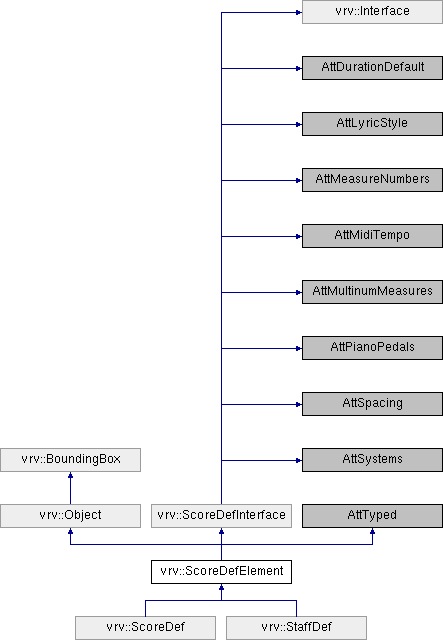 vrv::Interface
AttDurationDefault
AttLyricStyle
AttMeasureNumbers
AttMidiTempo
AttMultinumMeasures
AttPianoPedals
AttSpacing
vrv::BoundingBox
AttSystems
vrv::Object
vrv::ScoreDefInterface
AttTyped
vrv::ScoreDefElement
vrv::ScoreDef
vrv::StaffDef